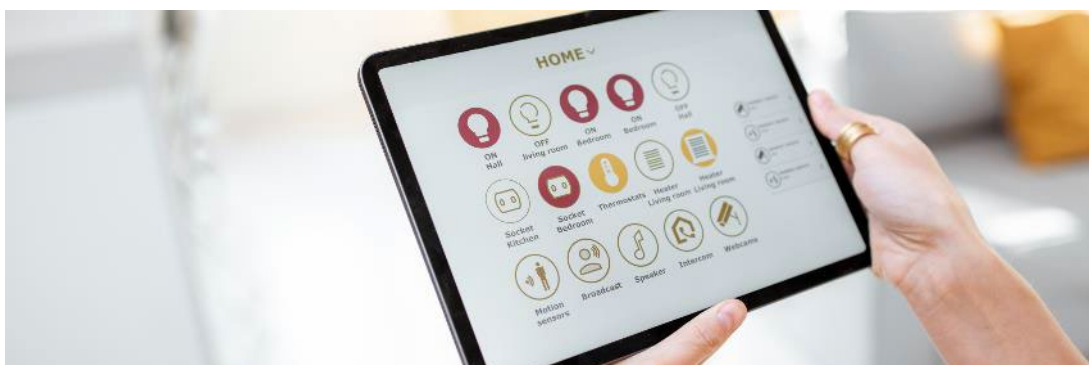 HOME
ON
Hall
OFF
living room
ON
Bedroom
ON
Bedroom
OFF
Hall
Socket
Kitchen
Socket
Bedroom
Thermostats
Heater
Living room
Heater
Living room
Motion
sensors
Broadcast
Speaker
Intercom
Webcams